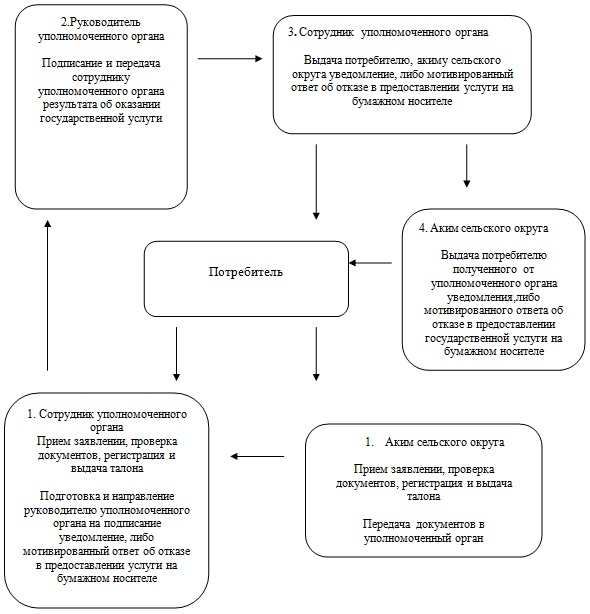 2.Руководитель
уполномоченного органа
Подписание и передача
сотруднику
уполномоченного органа
результата об оказании
государственной услуги
3. Сотрудник уполномоченного органа
Выдача потребителю, акиму сельского
округа уведомление, либо мотивированный
ответ об отказе в предоставлении услуги на
бумажном носителе
4. Аким сельского округа
Выдача потребителю
полученного от
уполномоченного органа
уведомления,либо
мотивированного ответа об
отказе в предоставлении
государственной услуги на
бумажном носителе
Потребитель
1. Сотрудник уполномоченного
органа
Прием заявлении, проверка
документов, регистрация и
выдача талона
Подготовка и направление
руководителю уполномоченного
органа на подписание
уведомление, либо
мотивированный ответ об отказе
в предоставлении услуги на
бумажном носителе
1. Аким сельского округа
Прием заявлении, проверка
документов, регистрация и выдача
талона
Передача документов в
уполномоченный орган